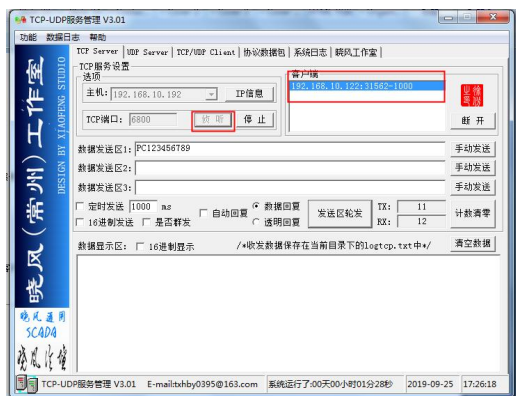 TCP-UDP服务管理 V3.01
功能 数据日志 帮助
TCP Server UDP Server TCP/UDP Client 协议数据包 系统日志 晓风工作室
TCP服务设置
选项
主机: 192.168.10.192 IP信息
TCP端口: 6800 侦听 停止
客户端
192.168.10.122:31562-1000
断开
数据发送区1: PC123456789 手动发送
数据发送区2: 手动发送
数据发送区3: 手动发送
定时发送 1000 ms 自动回复 数据回复 发送区轮发 TX: 11 计数清零
16进制发送 是否群发 透明回复 RX: 12
数据显示区: 16进制显示 /*收发数据保存在当前目录下的logtcp.txt中*/ 清空数据
晓风(常州)工作室
DESIGN BY XIAOFENG STUDIO
晓风通用
SCADA
TCP-UDP服务管理 V3.01 E-mail:txhby0395@163.com 系统运行了:00天00小时01分28秒 2019-09-25 17:26:18